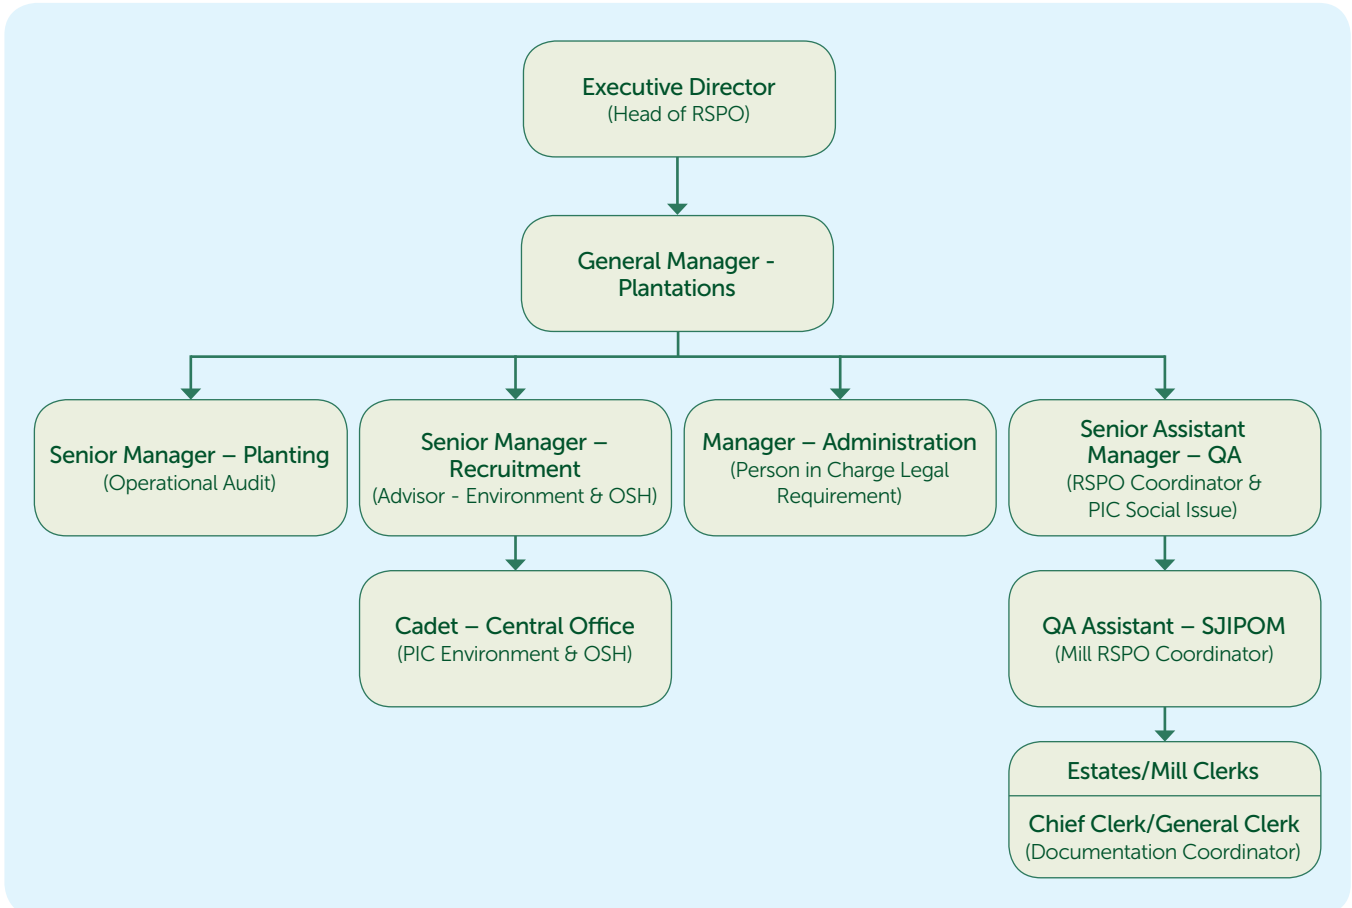 Executive Director
(Head of RSPO)
General Manager -
Plantations
Senior Manager – Planting
(Operational Audit)
Senior Manager –
Recruitment
(Advisor - Environment & OSH)
Manager – Administration
(Person in Charge Legal
Requirement)
Senior Assistant
Manager – QA
(RSPO Coordinator &
PIC Social Issue)
Cadet – Central Office
(PIC Environment & OSH)
QA Assistant – SJIPOM
(Mill RSPO Coordinator)
Estates/Mill Clerks
Chief Clerk/General Clerk
(Documentation Coordinator)